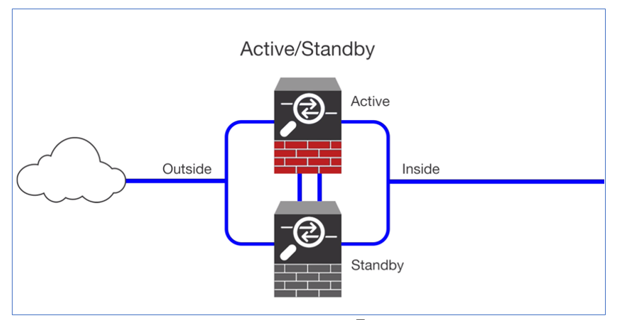 Active/Standby
Active
Outside
Inside
Standby